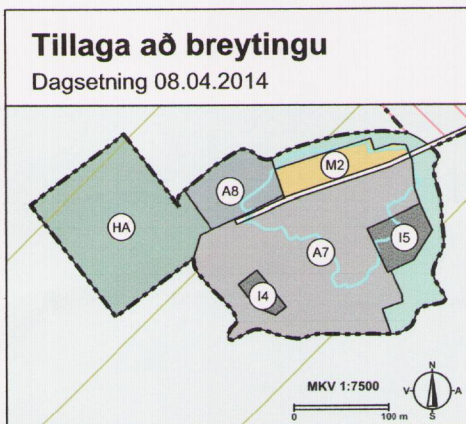 Tillaga að breytingu
Dagsetning 08.04.2014
M2
A8
HA
I5
A7
I4
MKV 1:7500
0 100 m
N
V A
S